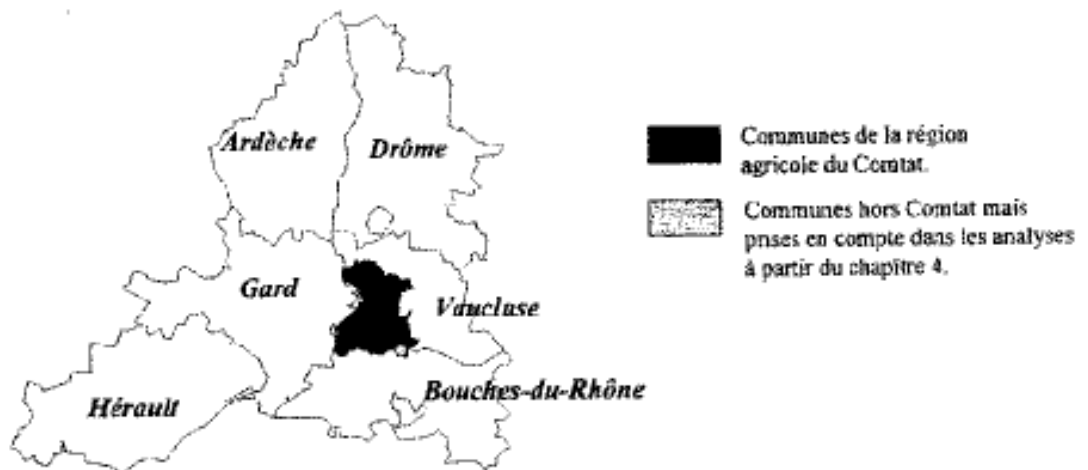 Ardèche
Drôme
Gard
Vaucluse
Hérault
Bouches-du-Rhône
Communes de la région
agricole du Comtat.
Communes hors Comtat mais
prises en compte dans les analyses
à partir du chapître 4.